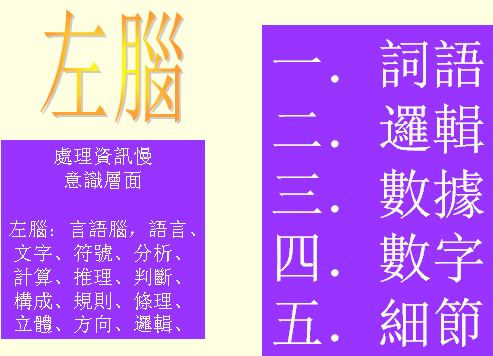 左腦
處理資訊慢
意識層面
左腦：言語腦，語言、
文字、符號、分析、
計算、推理、判斷、
構成、規則、條理、
立體、方向、邏輯、
一．詞語
二．邏輯
三．數據
四．數字
五．細節